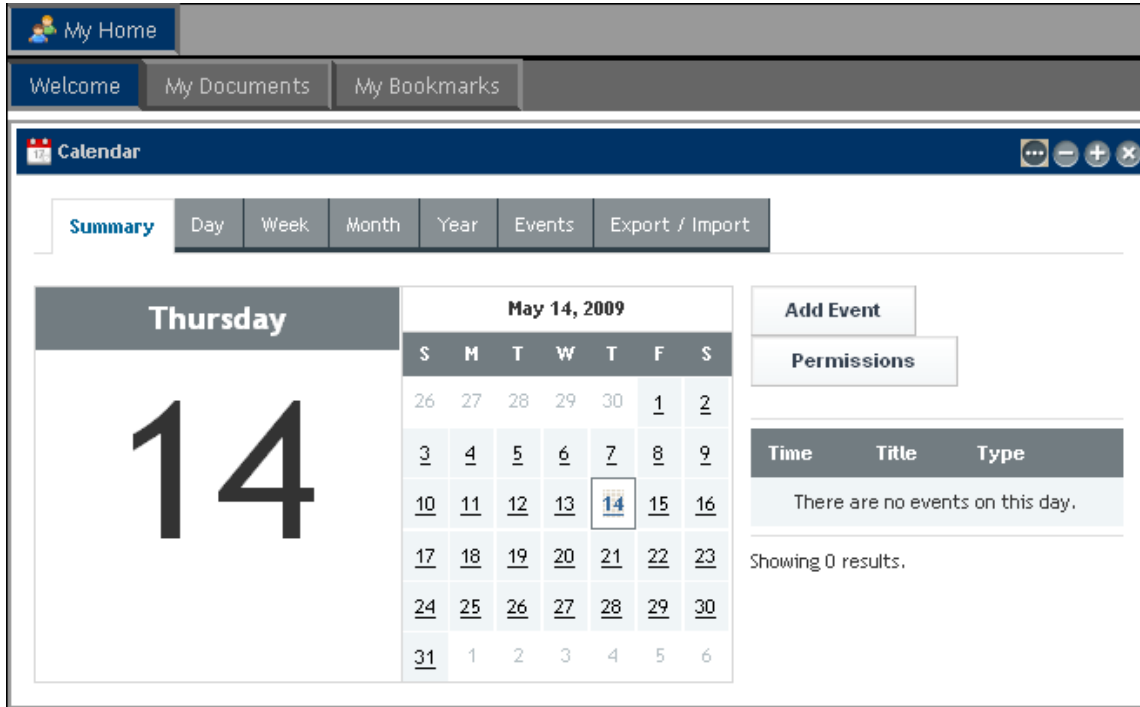 My Home
Welcome My Documents My Bookmarks
17
Calendar
Summary Day Week Month Year Events Export / Import
Thursday
14
May 14, 2009
S M T W T F S
26 27 28 29 30 1 2
3 4 5 6 7 8 9
10 11 12 13 14 15 16
17 18 19 20 21 22 23
24 25 26 27 28 29 30
31 1 2 3 4 5 6
Add Event
Permissions
Time Title Type
There are no events on this day.
Showing 0 results.